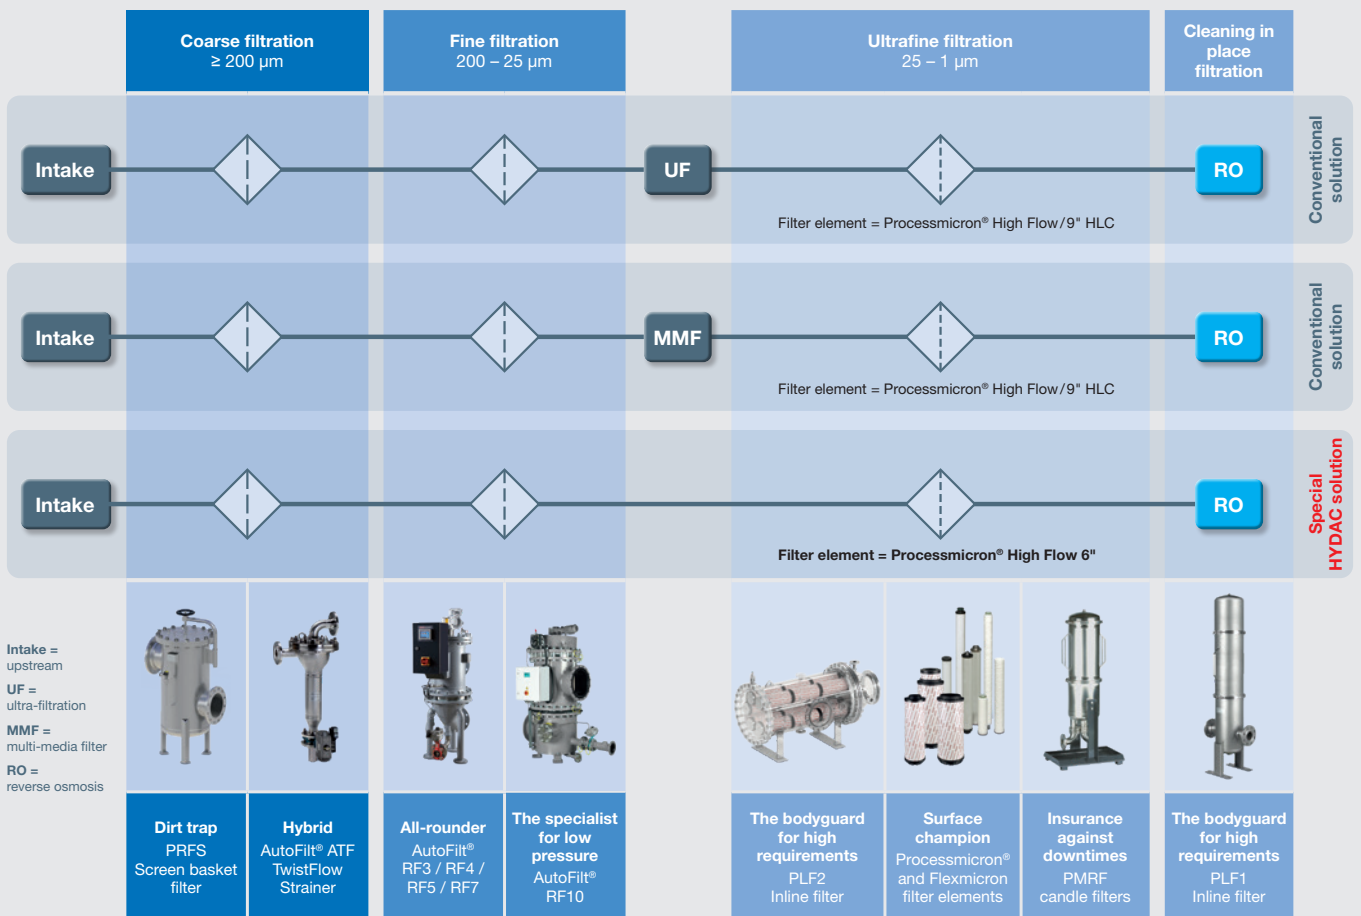 Coarse filtration
≥ 200 µm
Fine filtration
200 – 25 µm
Ultrafine filtration
25 – 1 µm
Cleaning in
place
filtration
Intake
UF
RO
Filter element = Processmicron® High Flow/9" HLC
Conventional
solution
Intake
MMF
RO
Filter element = Processmicron® High Flow/9" HLC
Conventional
solution
Intake
RO
Filter element = Processmicron® High Flow 6"
Special
HYDAC solution
Intake =
upstream
UF =
ultra-filtration
MMF =
multi-media filter
RO =
reverse osmosis
Dirt trap
PRFS
Screen basket
filter
Hybrid
AutoFilt® ATF
TwistFlow
Strainer
All-rounder
AutoFilt®
RF3 / RF4 /
RF5 / RF7
The specialist
for low
pressure
AutoFilt®
RF10
The bodyguard
for high
requirements
PLF2
Inline filter
Surface
champion
Processmicron®
and Flexmicron
filter elements
Insurance
against
downtimes
PMRF
candle filters
The bodyguard
for high
requirements
PLF1
Inline filter